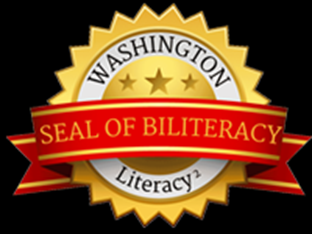 WASHINGTON
SEAL OF BILITERACY
Literacy²